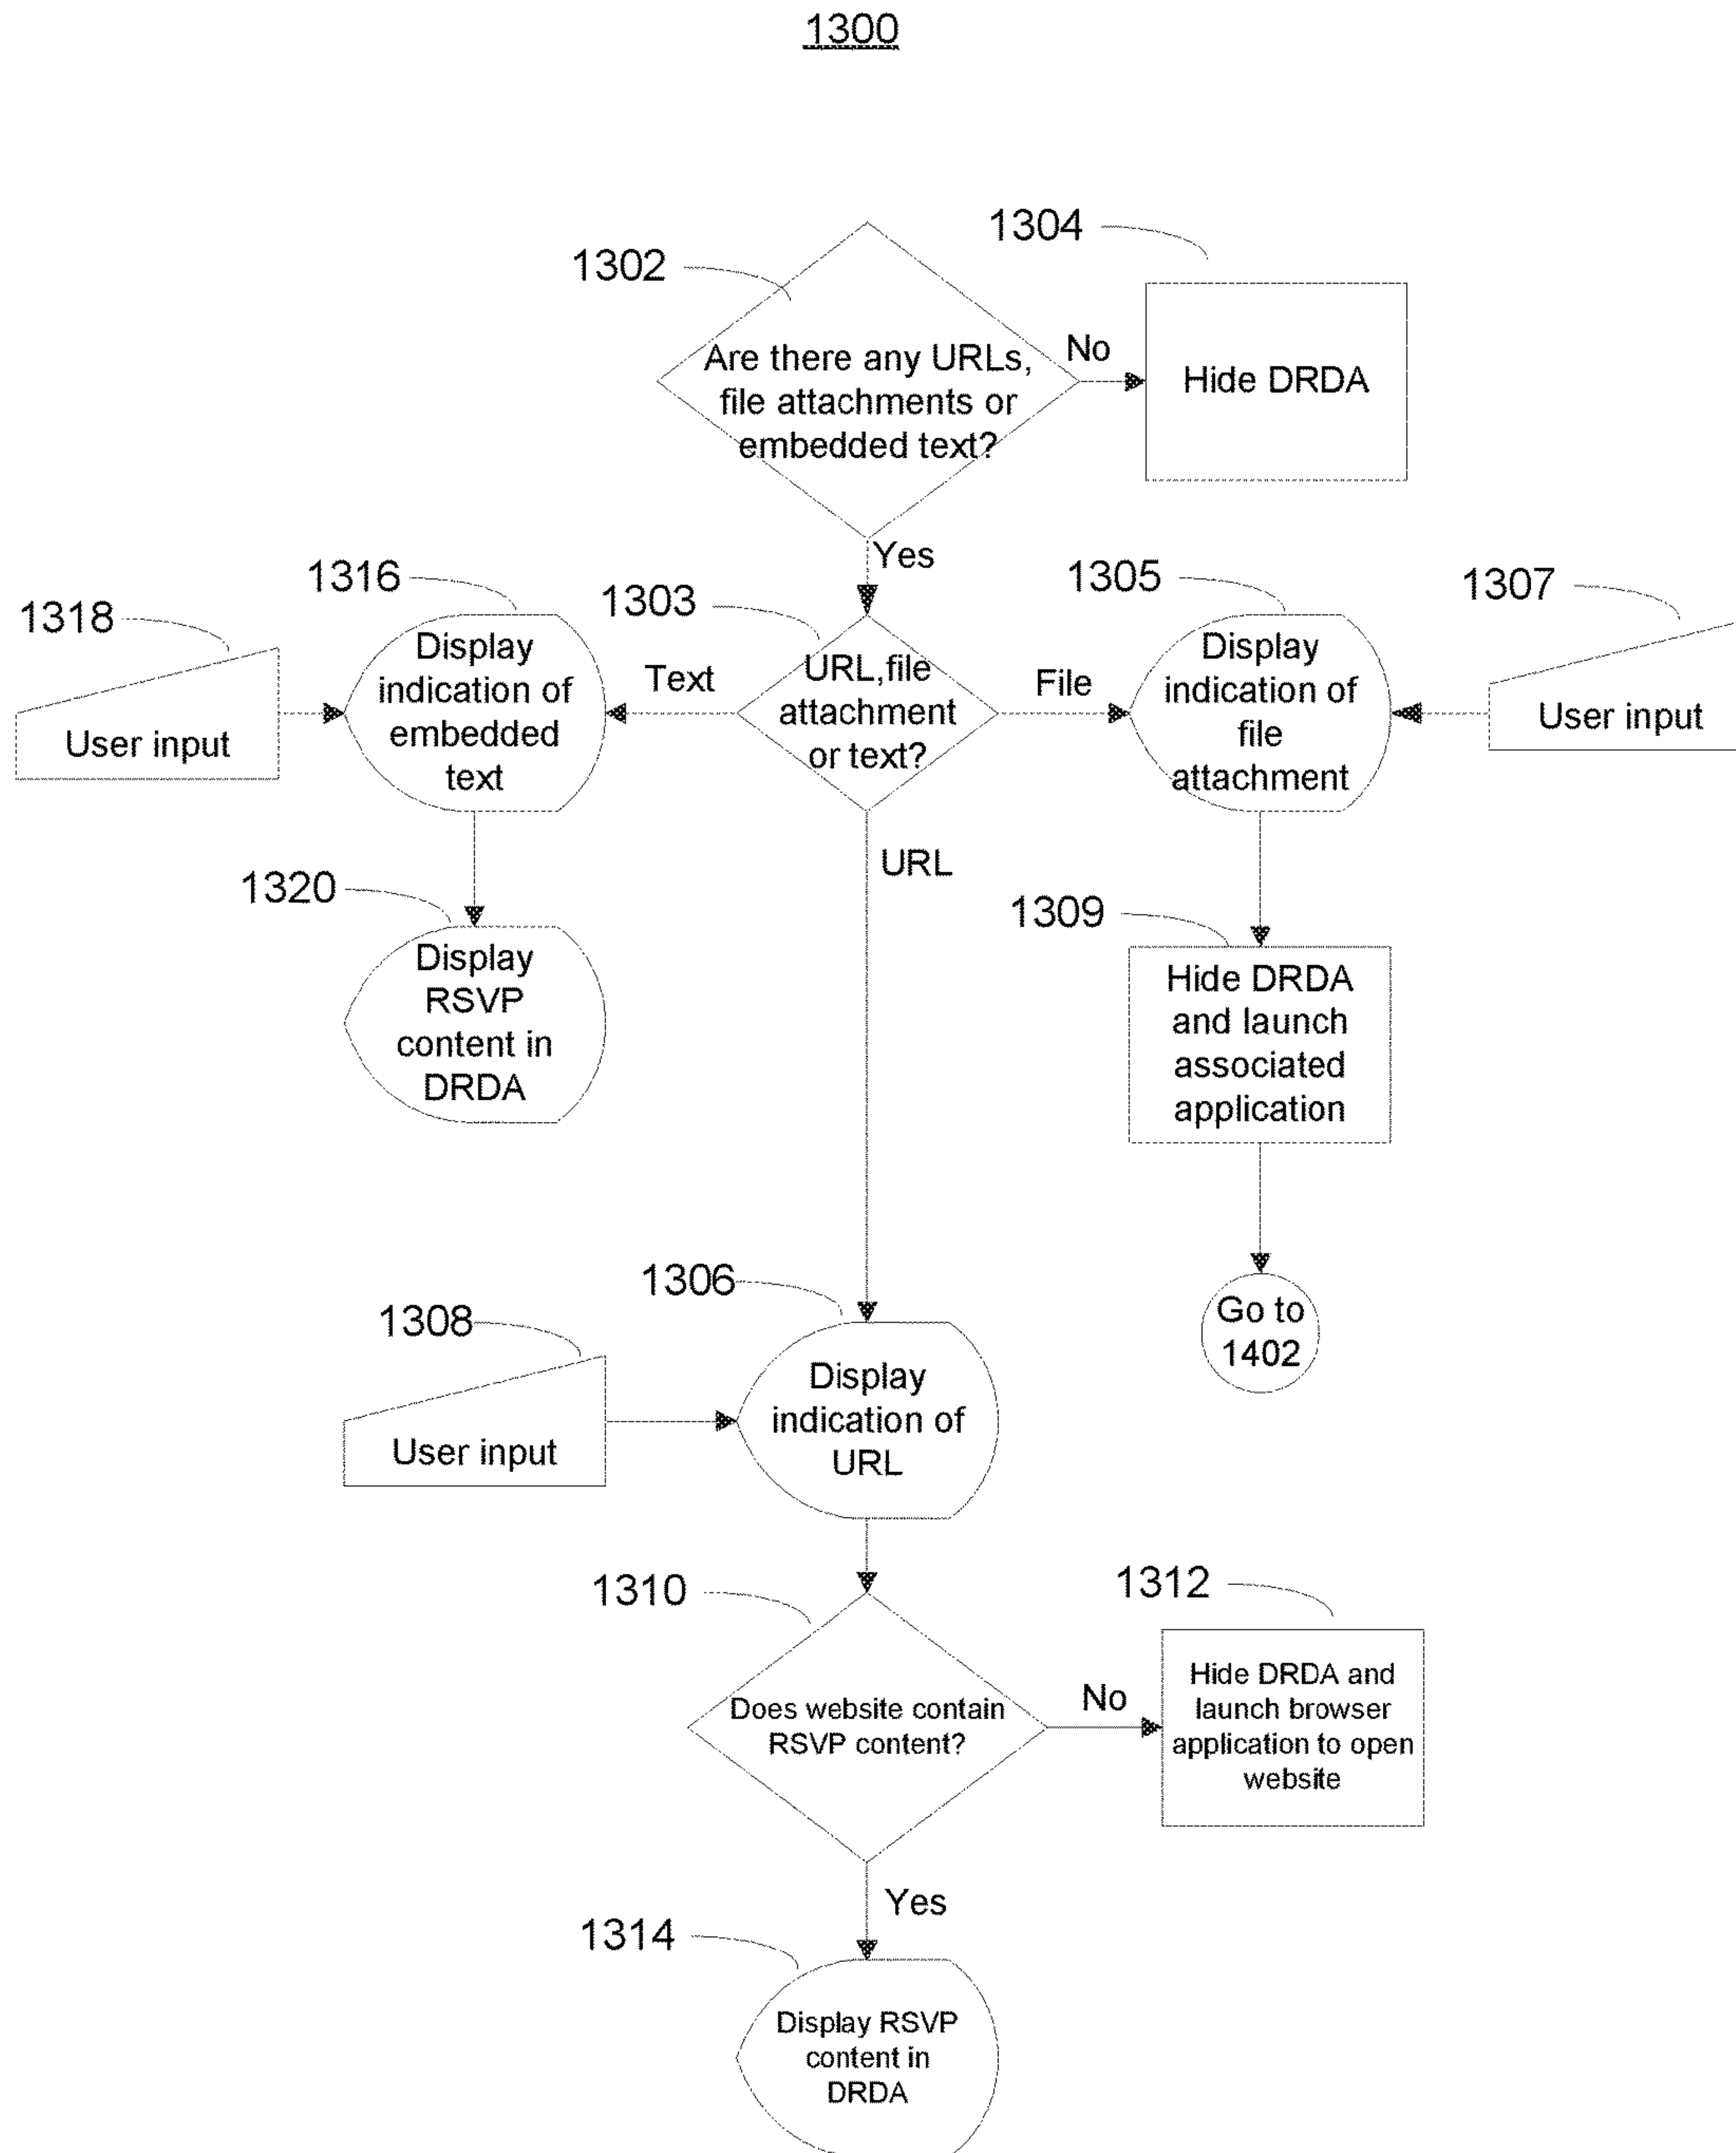 1300
1304
1302
Are there any URLs,
file attachments or
embedded text?
No
Hide DRDA
Yes
1316
1303
1305
1307
1318
Display
indication of
embedded
text
Text
URL,file
attachment
or text?
File
Display
indication of
file
attachment
User input
User input
URL
1320
Display
RSVP
content in
DRDA
1309
Hide DRDA
and launch
associated
application
Go to
1402
1306
1308
User input
Display
indication of
URL
1310
1312
Does website contain
RSVP content?
No
Hide DRDA and
launch browser
application to open
website
Yes
1314
Display RSVP
content in
DRDA